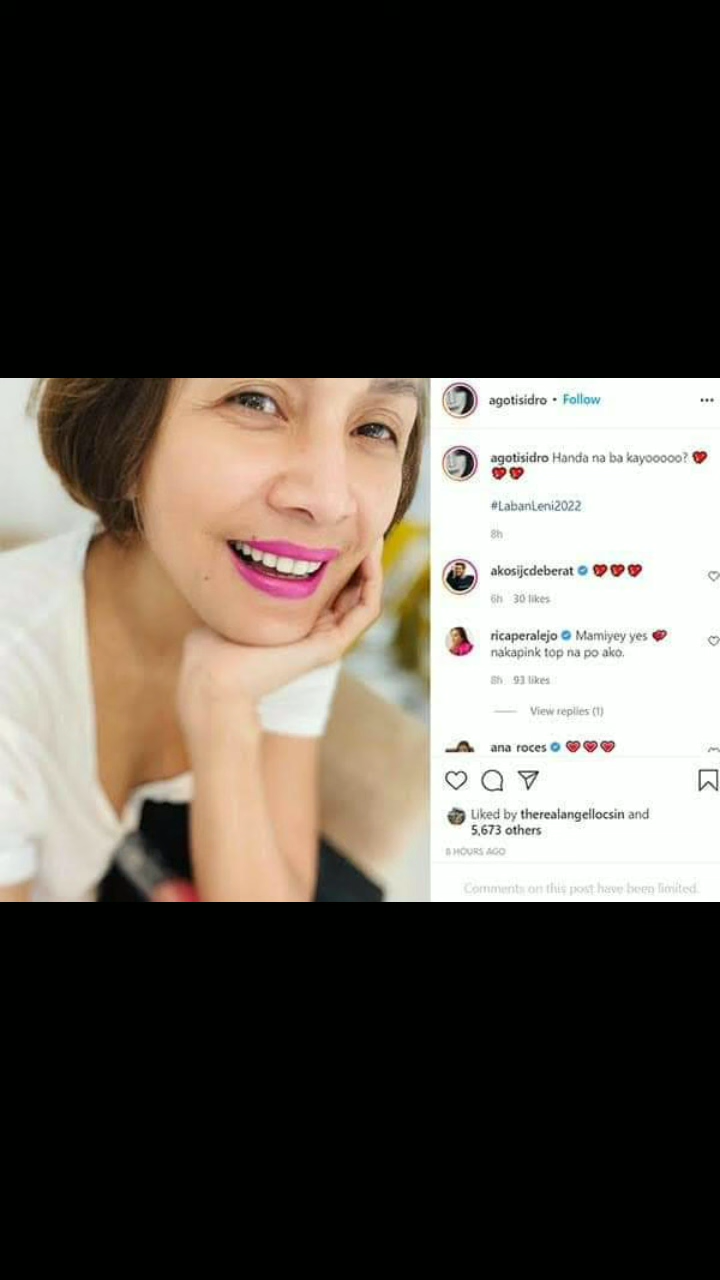 agotisidro • Follow
agotisidro Handa na ba kayooooo? 💖
💖💖
#LabanLeni2022
8h
akosijcdeberat 💖💖💖
6h 30 likes
ricaperalejo Mamiyey yes 💖
nakapink top na po ako.
8h 93 likes
View replies (1)
ana_roces 💗💗💗
Liked by therealangellocsin and
5,673 others
8 HOURS AGO
Comments on this post have been limited.